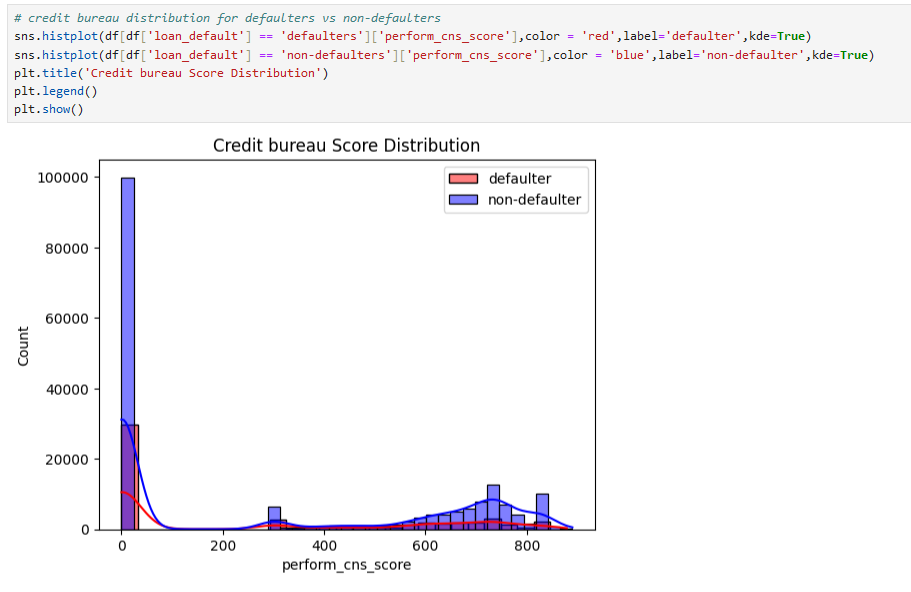 # credit bureau distribution for defaulters vs non-defaulters
sns.histplot(df[df['loan_default'] == 'defaulters']['perform_cns_score'],color = 'red',label='defaulter',kde=True)
sns.histplot(df[df['loan_default'] == 'non-defaulters']['perform_cns_score'],color = 'blue',label='non-defaulter',kde=True)
plt.title('Credit bureau Score Distribution')
plt.legend()
plt.show()
Credit bureau Score Distribution
100000
80000
60000
40000
20000
0
Count
defaulter
non-defaulter
0 200 400 600 800
perform_cns_score